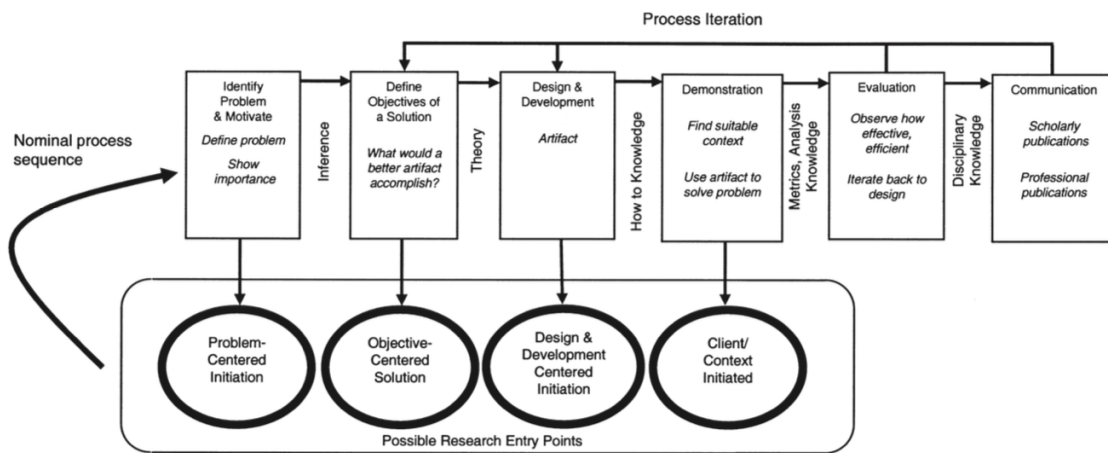 Process Iteration
Nominal process
sequence
Identify
Problem
& Motivate
Define problem
Show
importance
Inference
Define
Objectives of
a Solution
What would a
better artifact
accomplish?
Theory
Design &
Development
Artifact
How to Knowledge
Demonstration
Find suitable
context
Use artifact to
solve problem
Metrics, Analysis
Knowledge
Evaluation
Observe how
effective,
efficient
Iterate back to
design
Disciplinary
Knowledge
Communication
Scholarly
publications
Professional
publications
Problem-
Centered
Initiation
Objective-
Centered
Solution
Design &
Development
Centered
Initiation
Client/
Context
Initiated
Possible Research Entry Points